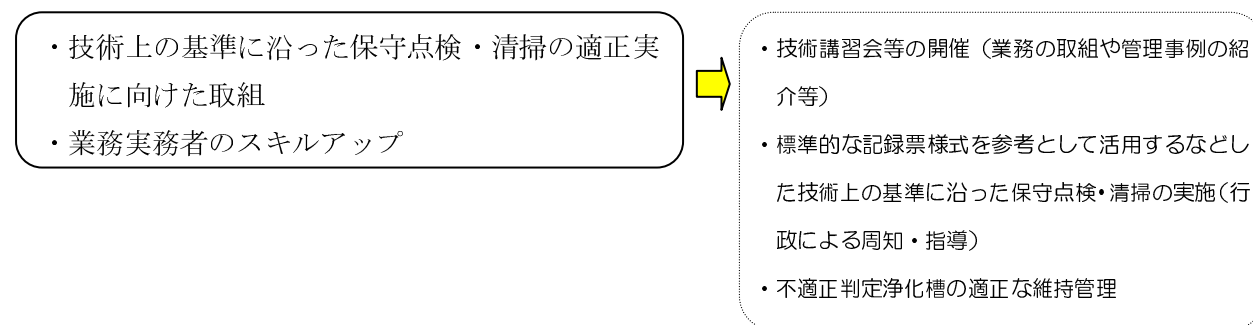 ・技術上の基準に沿った保守点検・清掃の適正実
施に向けた取組
・業務実務者のスキルアップ
・技術講習会等の開催（業務の取組や管理事例の紹
介等）
・標準的な記録票様式を参考として活用するなどし
た技術上の基準に沿った保守点検・清掃の実施（行
政による周知・指導）
・不適正判定浄化槽の適正な維持管理